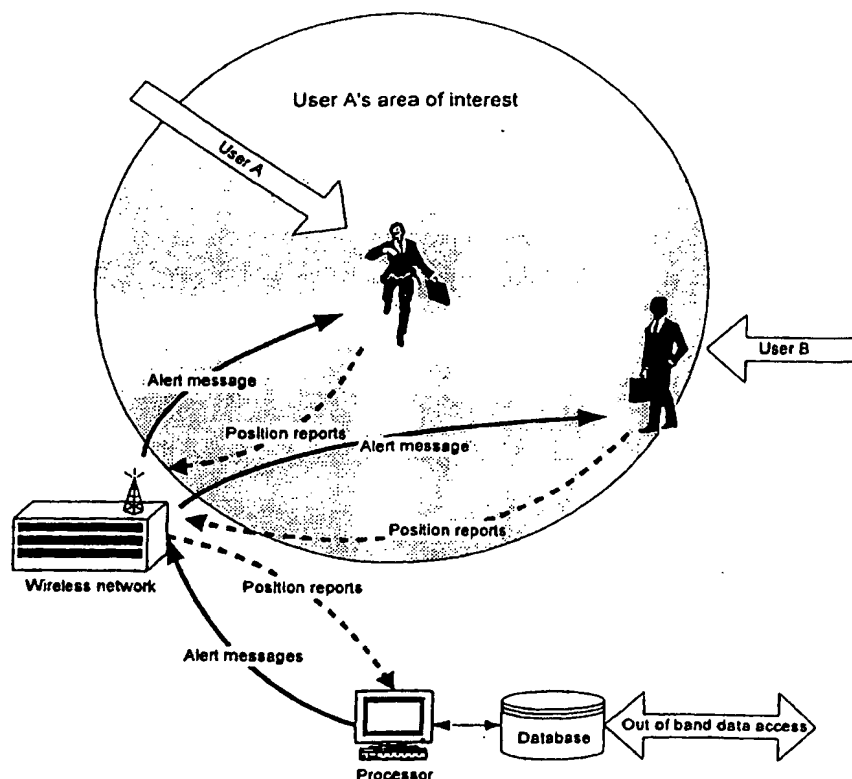 User A's area of interest
User A
User B
Alert message
Position reports
Alert message
Position reports
Wireless network
Position reports
Alert messages
Out of band data access
Database
Processor